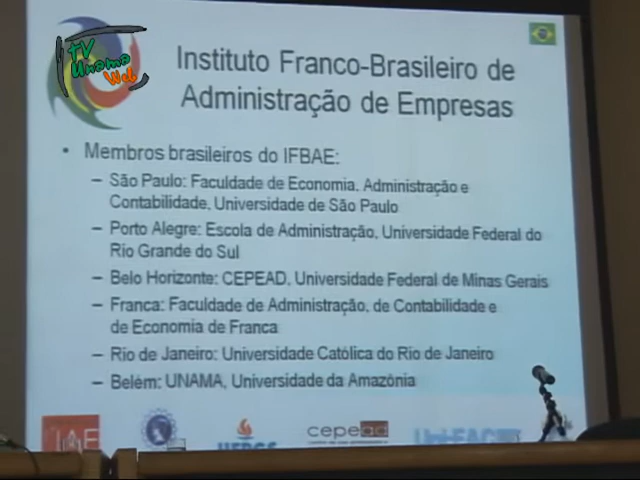 TV
Unama
Web
Instituto Franco-Brasileiro de
Administração de Empresas
• Membros brasileiros do IFBAE:
– São Paulo: Faculdade de Economia, Administração e
Contabilidade, Universidade de São Paulo
– Porto Alegre: Escola de Administração, Universidade Federal do
Rio Grande do Sul
– Belo Horizonte: CEPEAD, Universidade Federal de Minas Gerais
– Franca: Faculdade de Administração, de Contabilidade e
de Economia de Franca
– Rio de Janeiro: Universidade Católica do Rio de Janeiro
– Belém: UNAMA, Universidade da Amazônia
IAE
UFRGS
cepead
Uni-FACEF